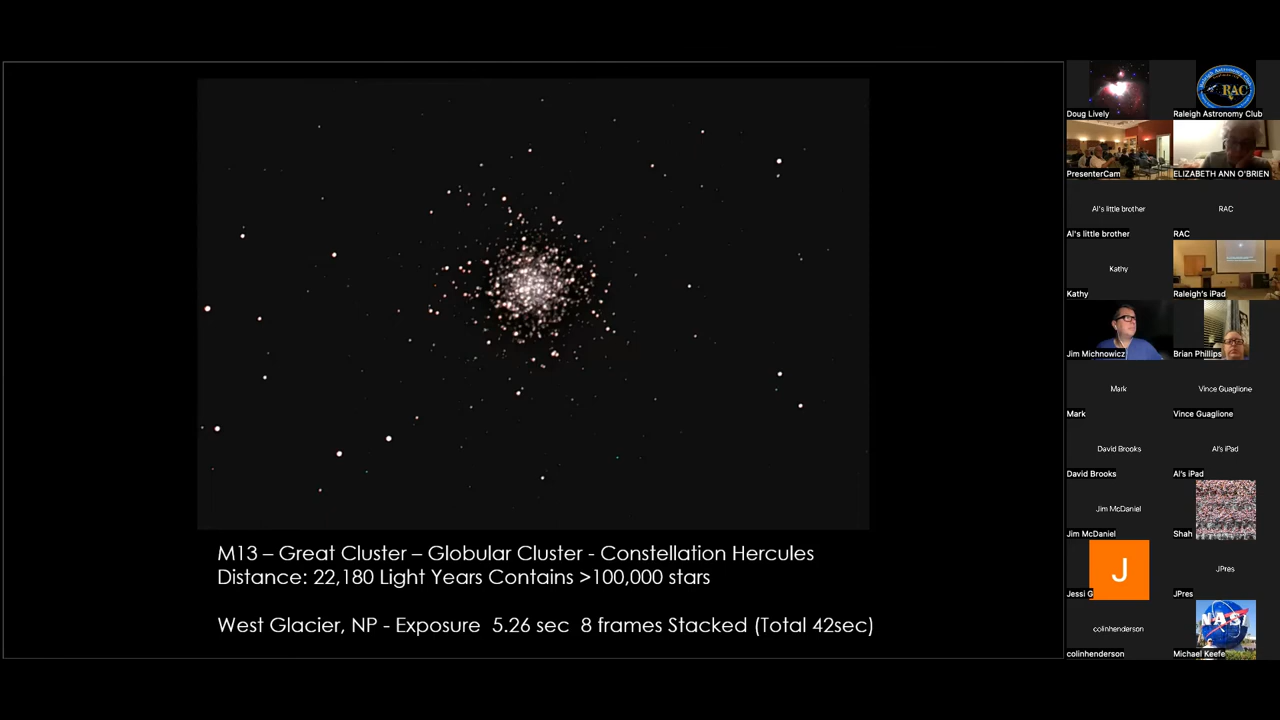 M13 – Great Cluster – Globular Cluster - Constellation Hercules
Distance: 22,180 Light Years Contains >100,000 stars
West Glacier, NP - Exposure 5.26 sec 8 frames Stacked (Total 42sec)
Doug Lively
RAC
Raleigh Astronomy Club
PresenterCam
ELIZABETH ANN O'BRIEN
Al's little brother
RAC
Al's little brother
RAC
Kathy
Kathy
Raleigh's iPad
Jim Michnowicz
Brian Phillips
Mark
Vince Guaglione
Mark
Vince Guaglione
David Brooks
Al's iPad
David Brooks
Al's iPad
Jim McDaniel
Jim McDaniel
Shah
J
JPres
Jessi G
JPres
colinhenderson
NASA
colinhenderson
Michael Keefe